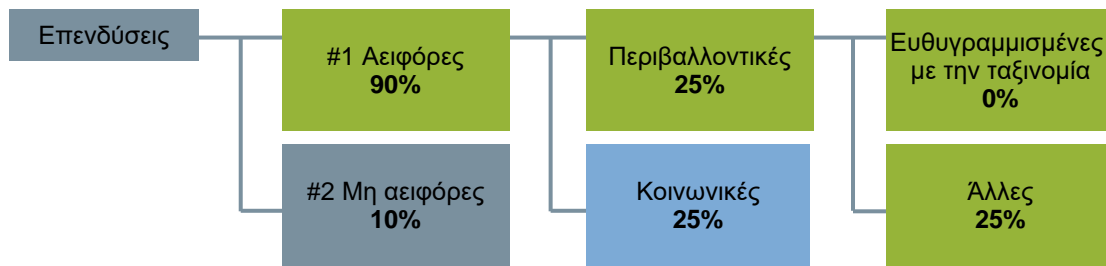 Επενδύσεις
#1 Αειφόρες
90%
#2 Μη αειφόρες
10%
Περιβαλλοντικές
25%
Κοινωνικές
25%
Ευθυγραμμισμένες
με την ταξινομία
0%
Άλλες
25%